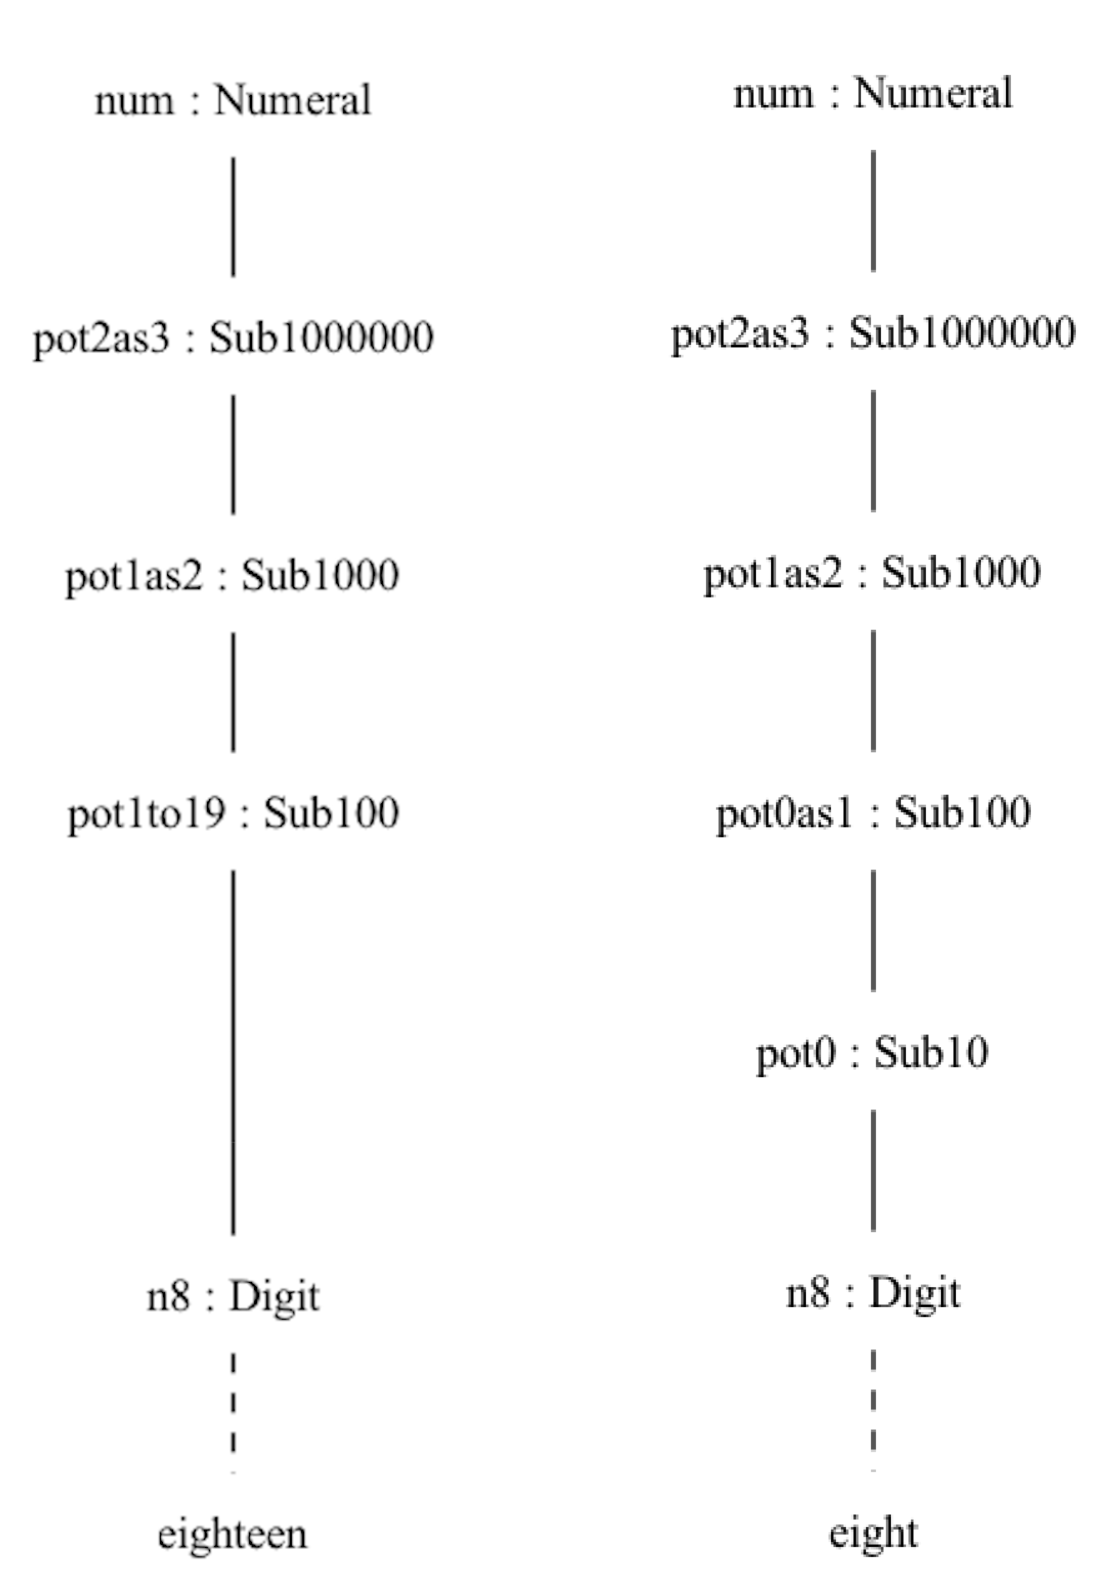 num : Numeral
pot2as3 : Sub1000000
pot1as2 : Sub1000
pot1to19 : Sub100
n8 : Digit
eighteen
num : Numeral
pot2as3 : Sub1000000
pot1as2 : Sub1000
pot0as1 : Sub100
pot0 : Sub10
n8 : Digit
eight